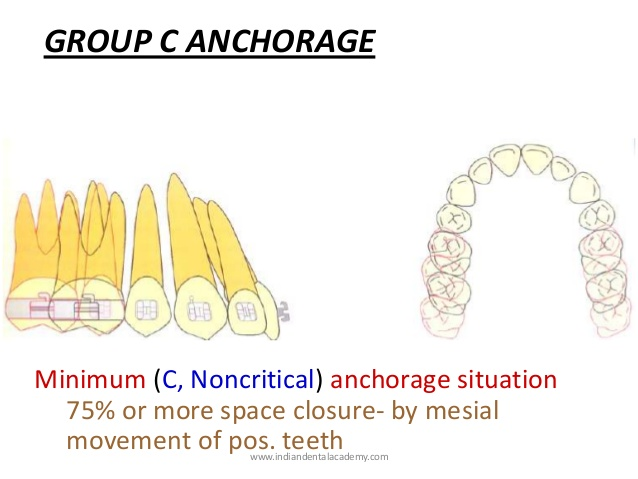 GROUP C ANCHORAGE
Minimum (C, Noncritical) anchorage situation
75% or more space closure- by mesial
movement of pos. teeth
www.indiandentalacademy.com